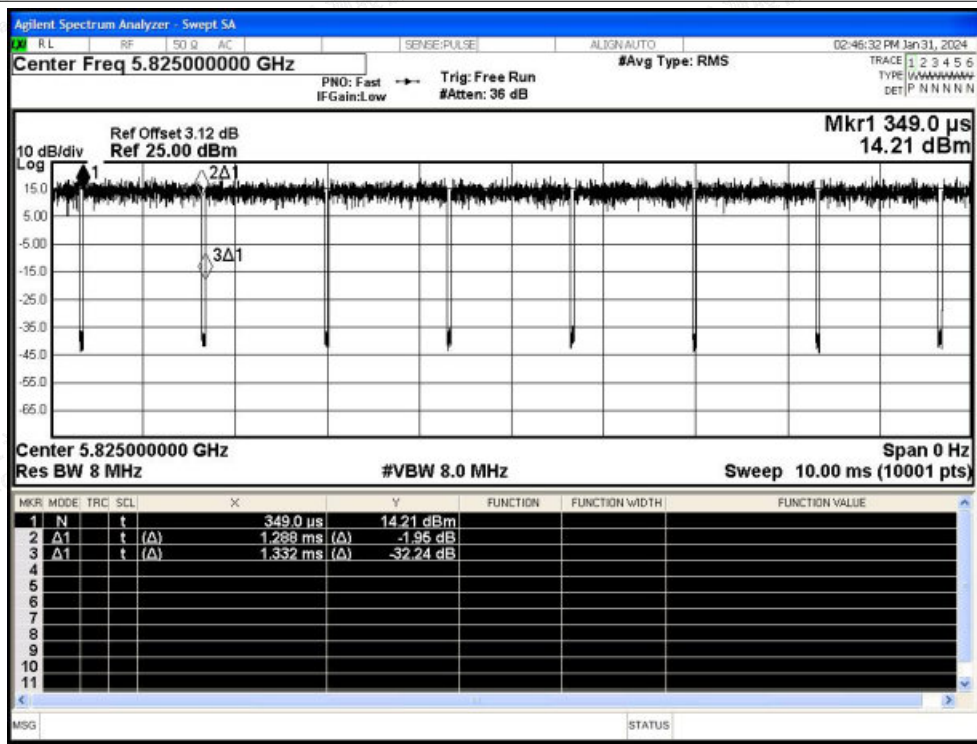 Agilent Spectrum Analyzer - Swept SA
RL RF 50 Ω AC SENSE:PULSE ALIGN AUTO 02:46:32 PM Jan 31, 2024
Center Freq 5.825000000 GHz #Avg Type: RMS TRACE 1 2 3 4 5 6
PNO: Fast Trig: Free Run TYPE WWWWWW
IFGain:Low #Atten: 36 dB DET P N N N N N
Mkr1 349.0 µs
Ref Offset 3.12 dB
10 dB/div Ref 25.00 dBm 14.21 dBm
Log
1 2Δ1
15.0
5.00
-5.00
3Δ1
-15.0
-25.0
-35.0
-45.0
-55.0
-65.0
Center 5.825000000 GHz Span 0 Hz
Res BW 8 MHz #VBW 8.0 MHz Sweep 10.00 ms (10001 pts)
MKR MODE TRC SCL X Y FUNCTION FUNCTION WIDTH FUNCTION VALUE
1 N t 349.0 µs 14.21 dBm
2 Δ1 t (Δ) 1.288 ms (Δ) -1.95 dB
3 Δ1 t (Δ) 1.332 ms (Δ) -32.24 dB
4
5
6
7
8
9
10
11
MSG STATUS